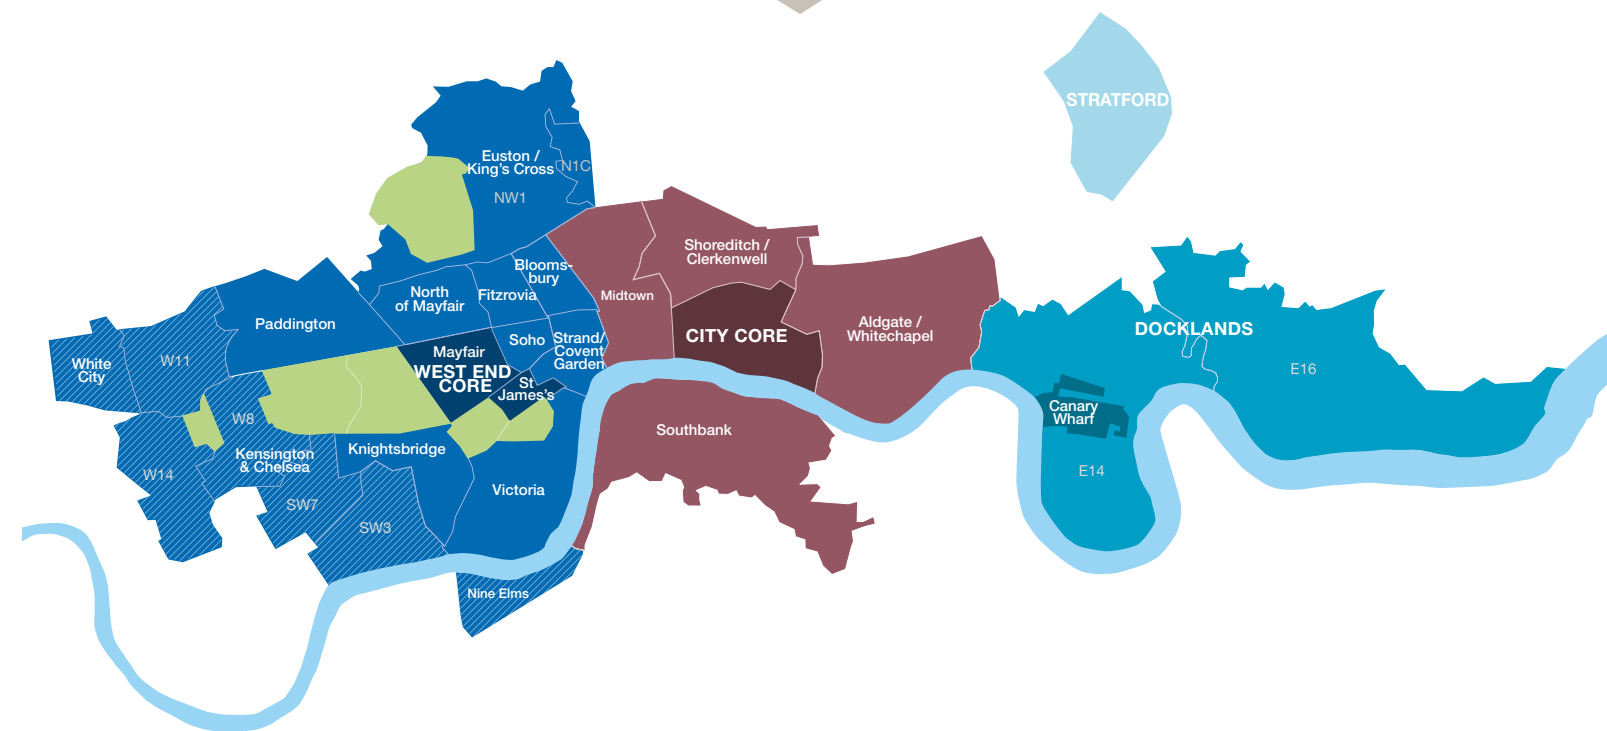 STRATFORD
Euston /
King's Cross
N1C
NW1
Shoreditch /
Clerkenwell
Blooms-
bury
North
of Mayfair
Fitzrovia
Midtown
Paddington
Aldgate /
Whitechapel
DOCKLANDS
CITY CORE
Soho
Strand/
Covent
Garden
Mayfair
WEST END
CORE
St
James's
White
City
W11
E16
W8
Canary
Wharf
Southbank
Knightsbridge
Kensington
& Chelsea
W14
E14
Victoria
SW7
SW3
Nine Elms